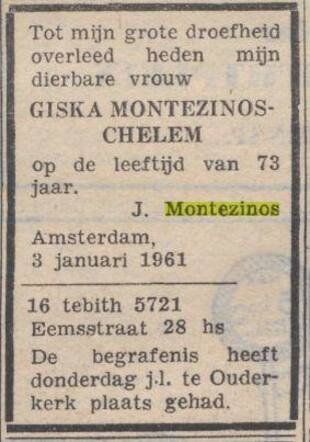 Tot mijn grote droefheid
overleed heden mijn
dierbare vrouw
GISKA MONTEZINOS-
CHELEM
op de leeftijd van 73
jaar.
J. Montezinos
Amsterdam,
3 januari 1961
16 tebith 5721
Eemsstraat 28 hs
De begrafenis heeft
donderdag j.l. te Ouder-
kerk plaats gehad.